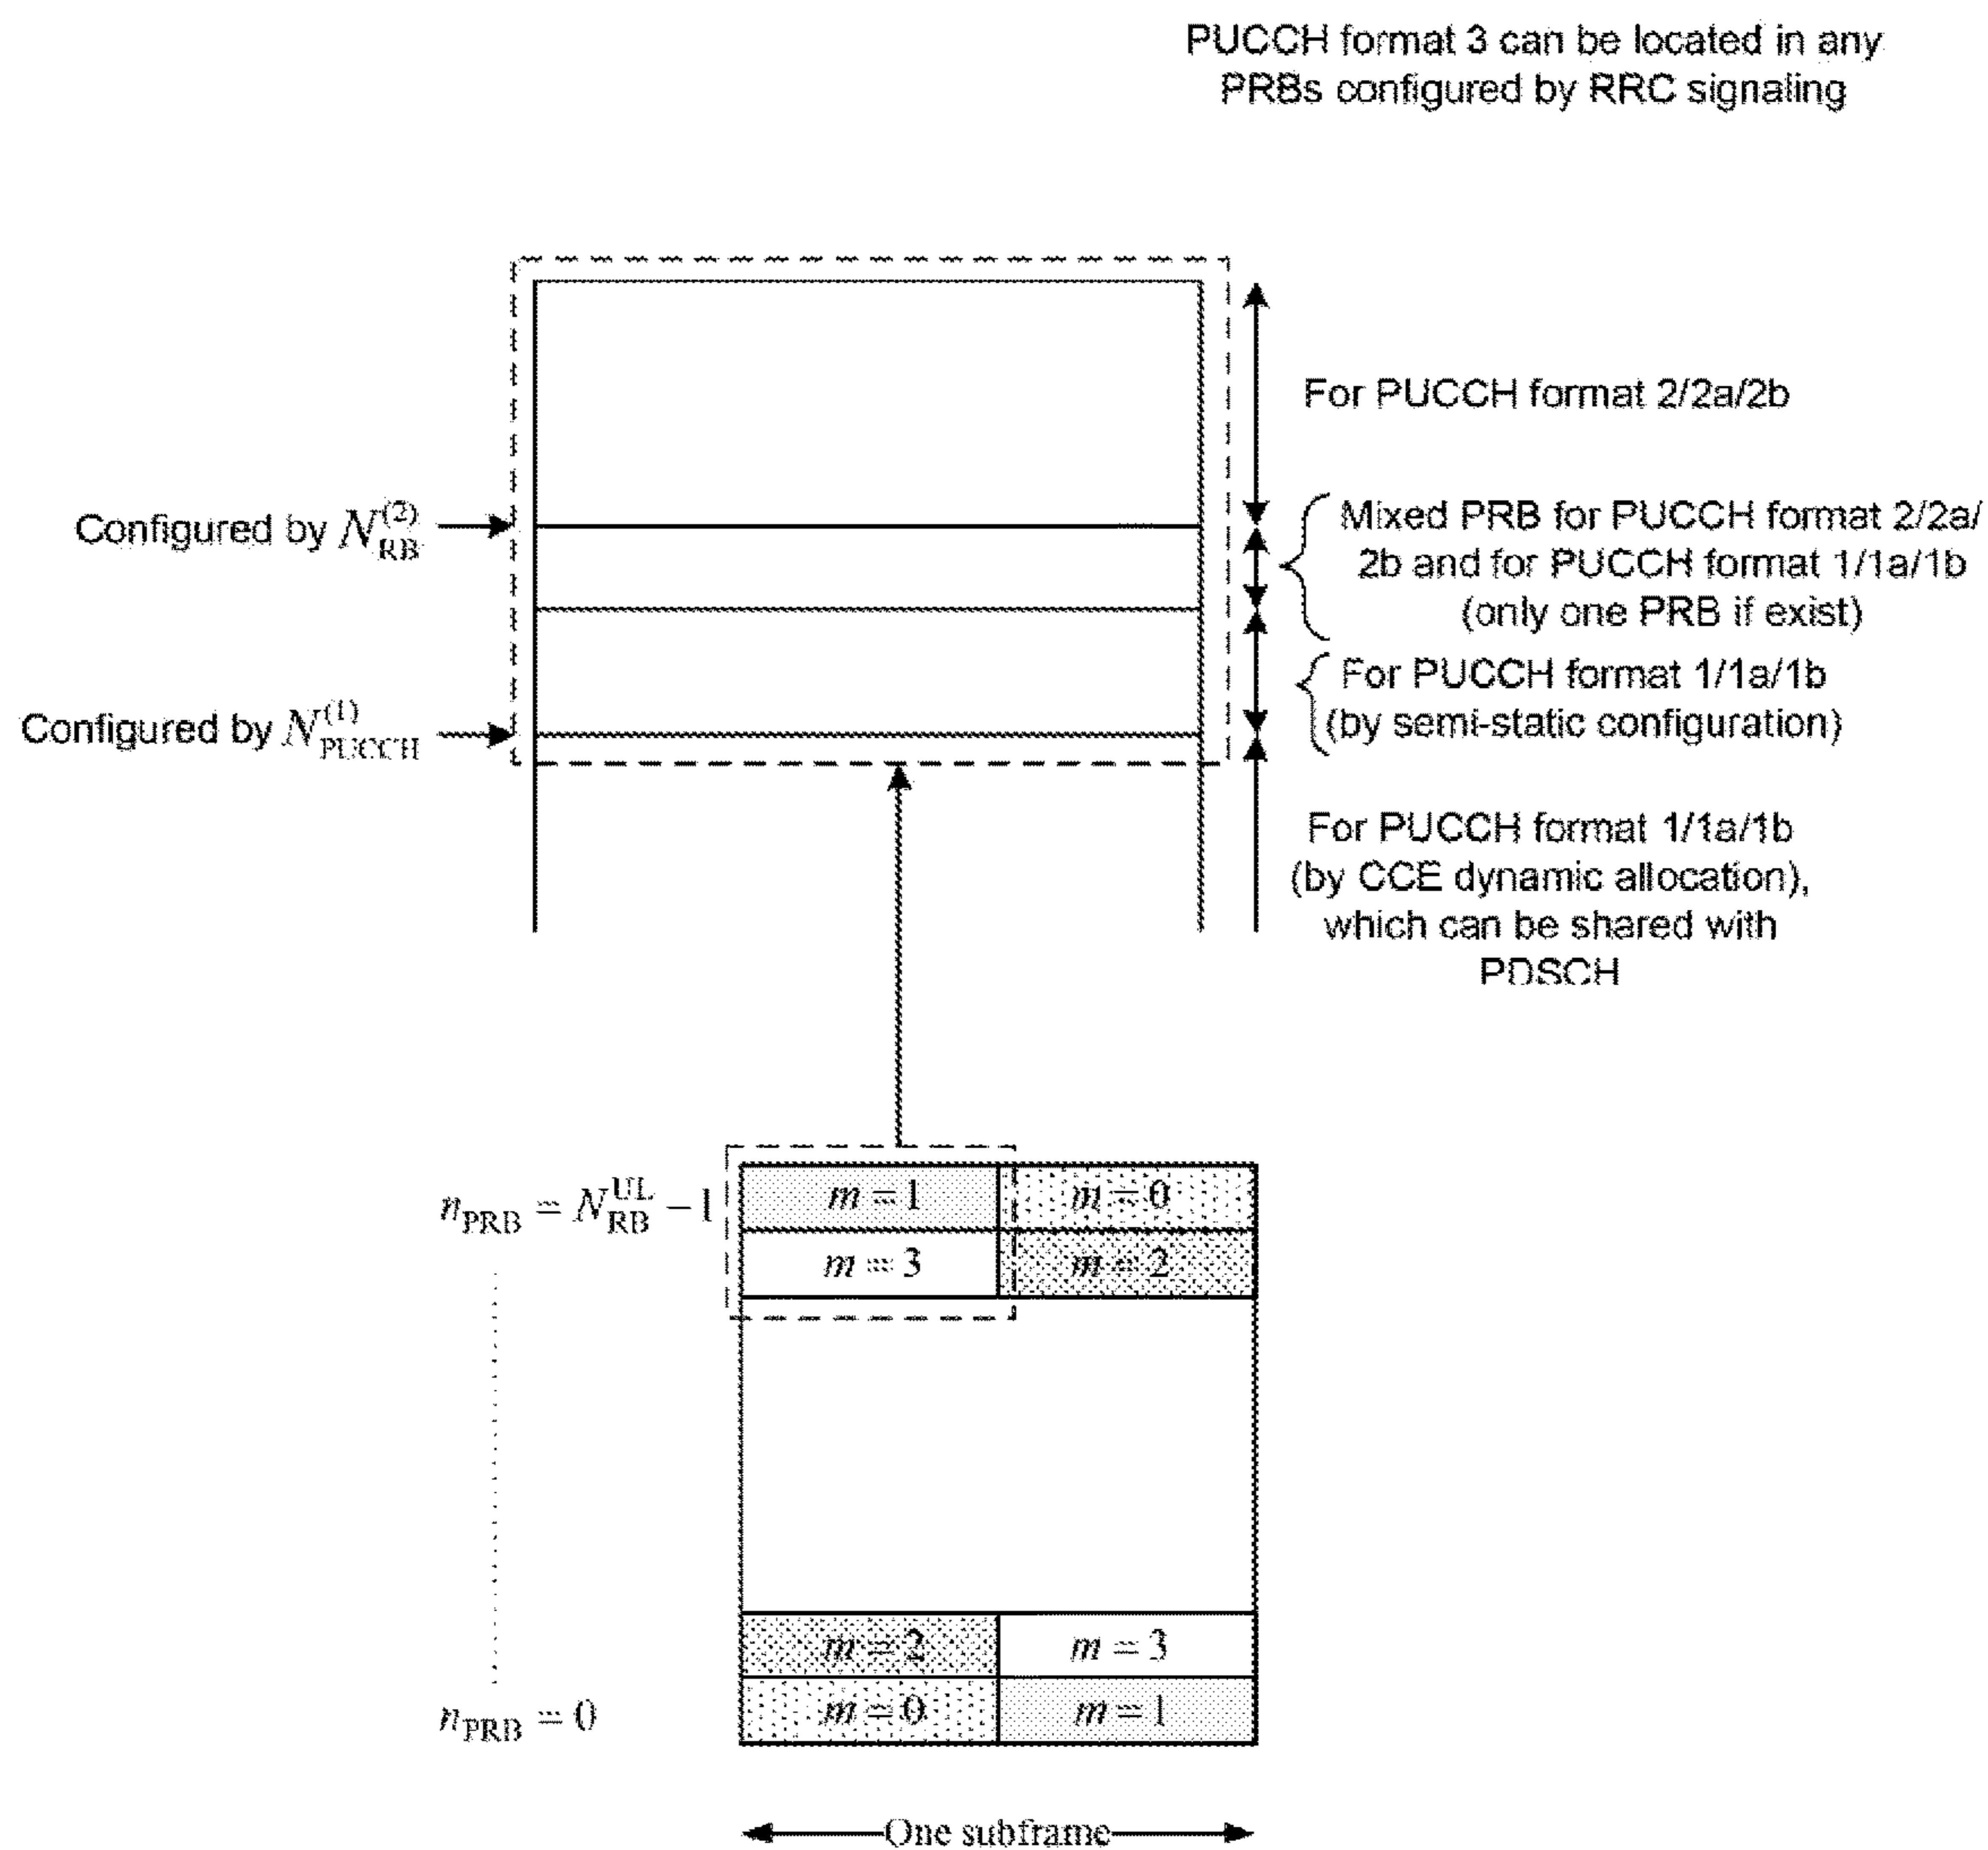 PUCCH format 3 can be located in any
PRBs configured by RRC signaling
For PUCCH format 2/2a/2b
Configured by N_RB^(2)
Mixed PRB for PUCCH format 2/2a/
2b and for PUCCH format 1/1a/1b
(only one PRB if exist)
For PUCCH format 1/1a/1b
(by semi-static configuration)
Configured by N_PUCCH^(1)
For PUCCH format 1/1a/1b
(by CCE dynamic allocation),
which can be shared with
PDSCH
n_PRB = N_RB^UL − 1
m = 1 m = 0
m = 3 m = 2
m = 2 m = 3
m = 0 m = 1
n_PRB = 0
One subframe